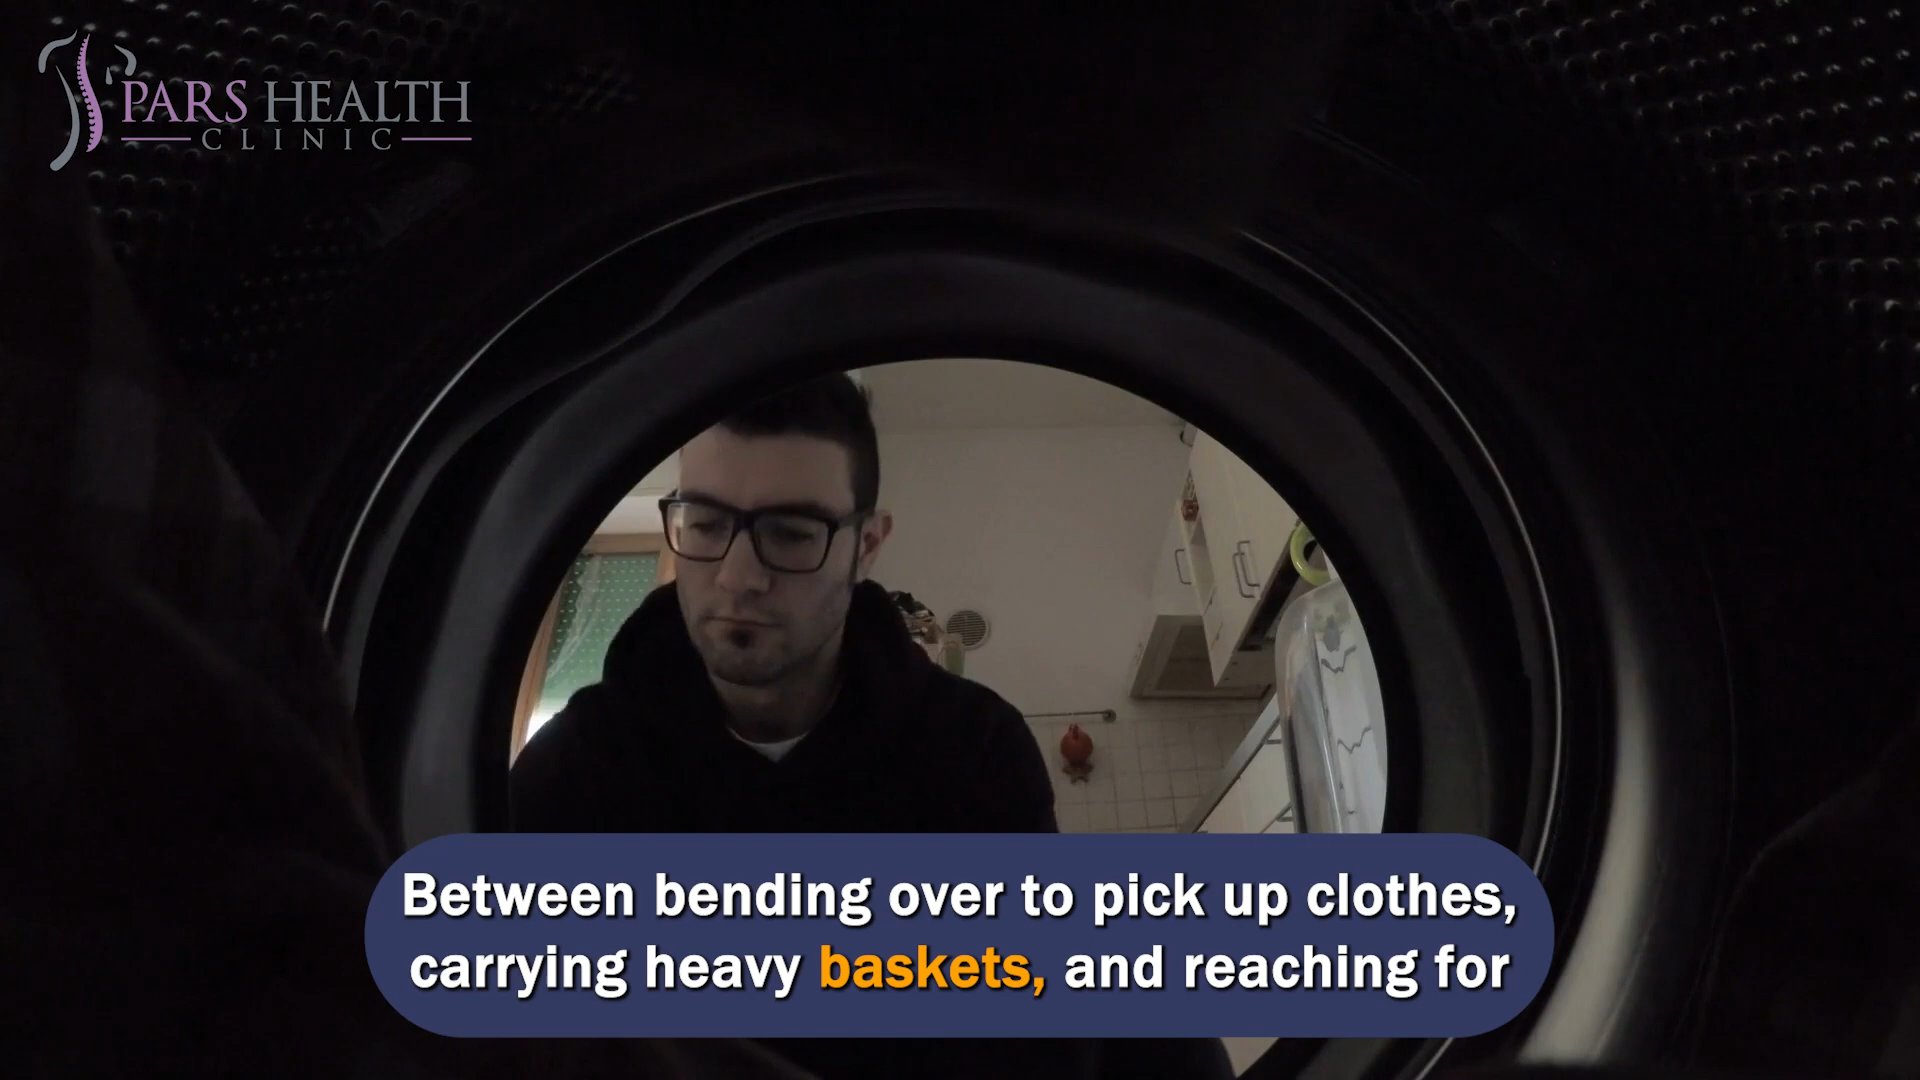 PARS HEALTH
CLINIC
Between bending over to pick up clothes,
carrying heavy baskets, and reaching for